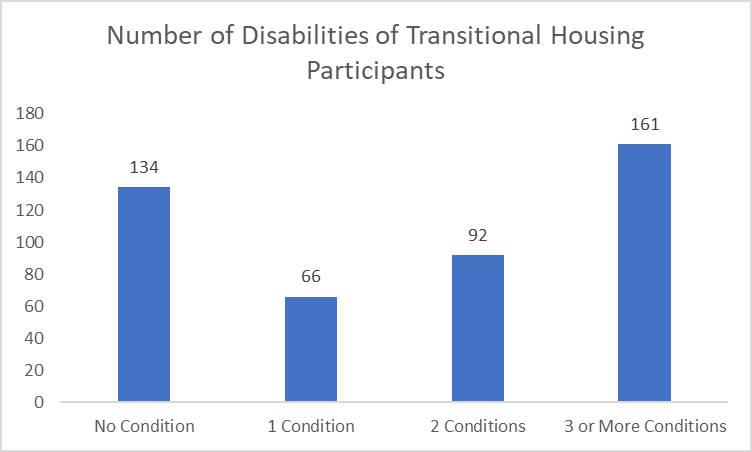 Number of Disabilities of Transitional Housing
Participants
180
160
140
120
100
80
60
40
20
0
134
66
92
161
No Condition
1 Condition
2 Conditions
3 or More Conditions